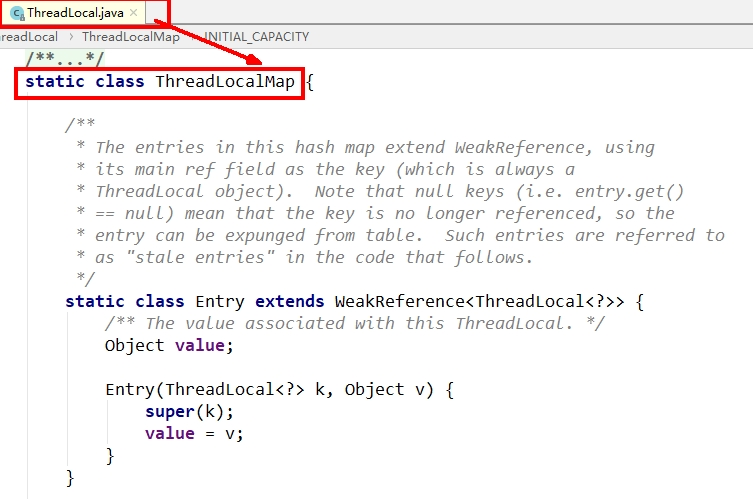 ThreadLocal.java
readLocal > ThreadLocalMap > INITIAL_CAPACITY
/**...*/
static class ThreadLocalMap {
/**
* The entries in this hash map extend WeakReference, using
* its main ref field as the key (which is always a
* ThreadLocal object).  Note that null keys (i.e. entry.get()
* == null) mean that the key is no longer referenced, so the
* entry can be expunged from table.  Such entries are referred to
* as "stale entries" in the code that follows.
*/
static class Entry extends WeakReference<ThreadLocal<?>> {
/** The value associated with this ThreadLocal. */
Object value;
Entry(ThreadLocal<?> k, Object v) {
super(k);
value = v;
}
}